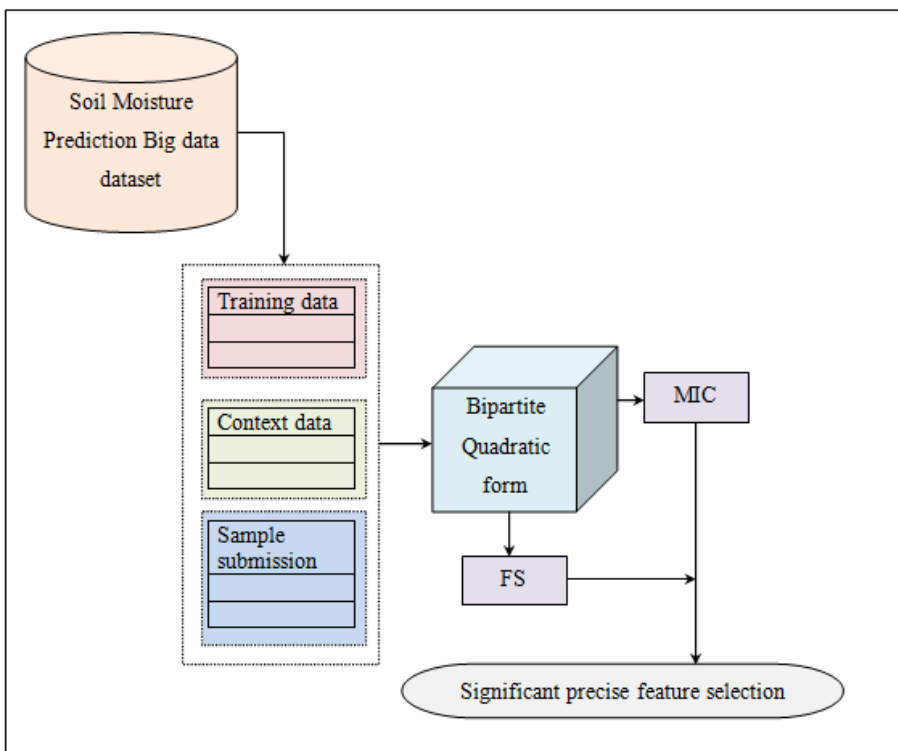 Soil Moisture
Prediction Big data
dataset
Training data
Context data
Sample
submission
Bipartite
Quadratic
form
MIC
FS
Significant precise feature selection